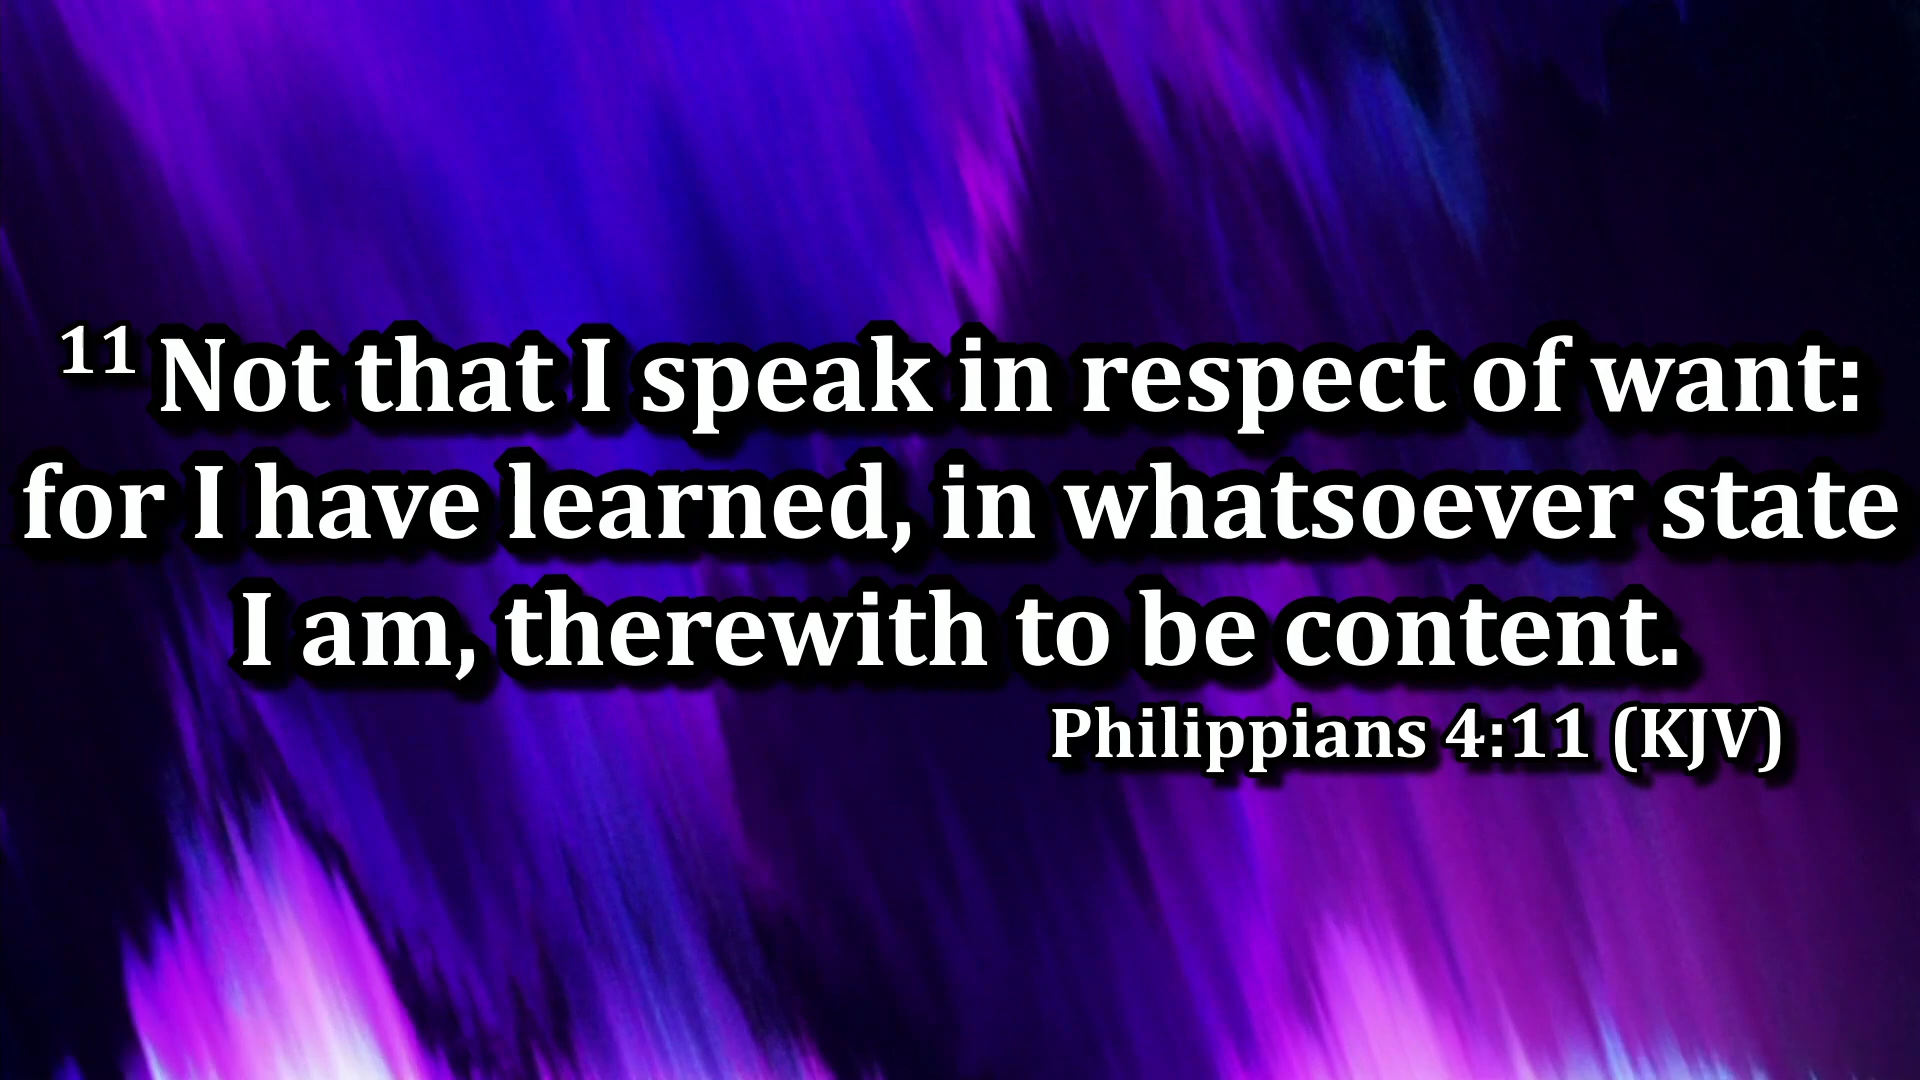 11 Not that I speak in respect of want:
for I have learned, in whatsoever state
I am, therewith to be content.
Philippians 4:11 (KJV)